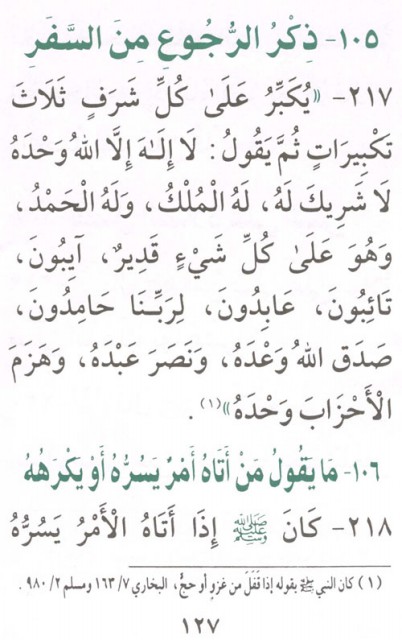 ١٠٥- ذِكْرُ الرُّجُوعِ مِنَ السَّفَرِ
٢١٧- «يُكَبِّرُ عَلَىٰ كُلِّ شَرَفٍ ثَلَاثَ
تَكْبِيرَاتٍ ثُمَّ يَقُولُ: لَا إِلَـٰهَ إِلَّا اللهُ وَحْدَهُ
لَا شَرِيكَ لَهُ، لَهُ الْمُلْكُ، وَلَهُ الْحَمْدُ،
وَهُوَ عَلَىٰ كُلِّ شَيْءٍ قَدِيرٌ، آيِبُونَ،
تَائِبُونَ، عَابِدُونَ، لِرَبِّنَا حَامِدُونَ،
صَدَقَ اللهُ وَعْدَهُ، وَنَصَرَ عَبْدَهُ، وَهَزَمَ
الْأَحْزَابَ وَحْدَهُ»(١).
١٠٦- مَا يَقُولُ مَنْ أَتَاهُ أَمْرٌ يَسُرُّهُ أَوْ يَكْرَهُهُ
٢١٨- كَانَ ﷺ إِذَا أَتَاهُ الْأَمْرُ يَسُرُّهُ
(١) كان النبي ﷺ يقوله إذا قَفَلَ من غزوٍ أو حجٍّ، البخاري ٧/ ١٦٣ ومسلم ٢/ ٩٨٠.
١٢٧